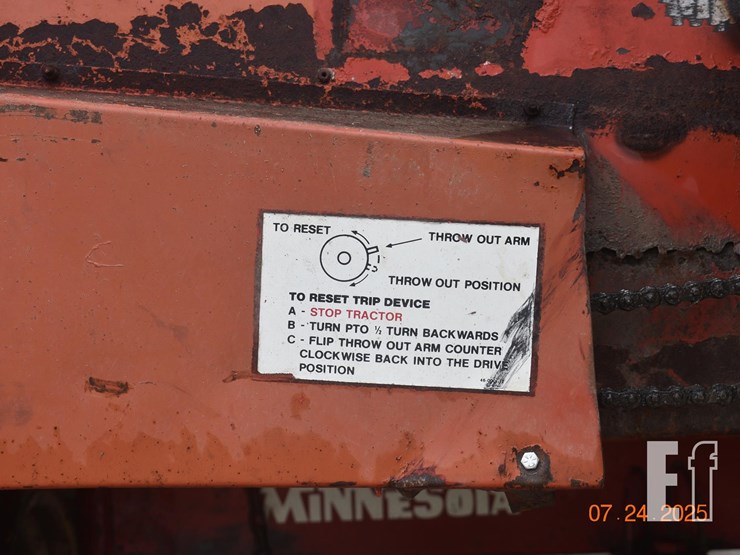 TO RESET
THROW OUT ARM
THROW OUT POSITION
TO RESET TRIP DEVICE
A - STOP TRACTOR
B - TURN PTO ½ TURN BACKWARDS
C - FLIP THROW OUT ARM COUNTER
CLOCKWISE BACK INTO THE DRIVE
POSITION
MINNESOTA
Ef
07.24.2025